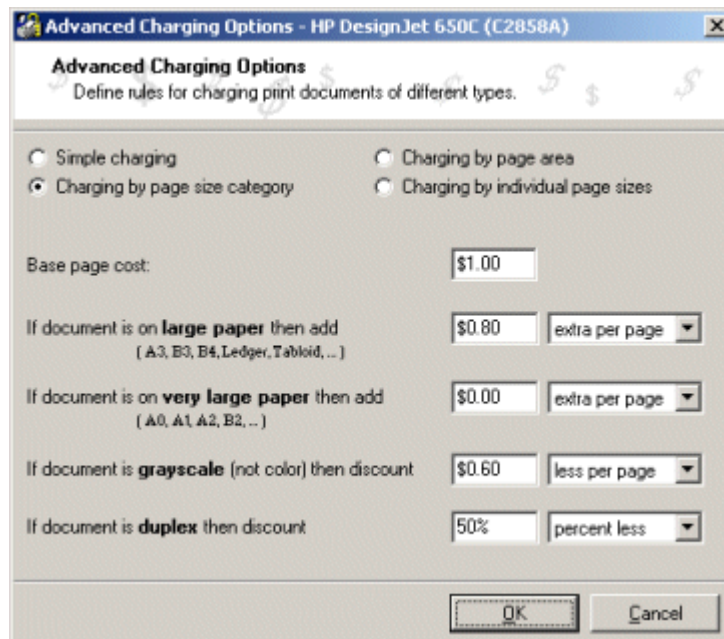 Advanced Charging Options - HP DesignJet 650C (C2858A)
Advanced Charging Options
Define rules for charging print documents of different types.
Simple charging
Charging by page area
Charging by page size category
Charging by individual page sizes
Base page cost:
$1.00
If document is on large paper then add
$0.80
extra per page
( A3, B3, B4, Ledger, Tabloid, ... )
If document is on very large paper then add
$0.00
extra per page
( A0, A1, A2, B2, ... )
If document is grayscale (not color) then discount
$0.60
less per page
If document is duplex then discount
50%
percent less
OK
Cancel